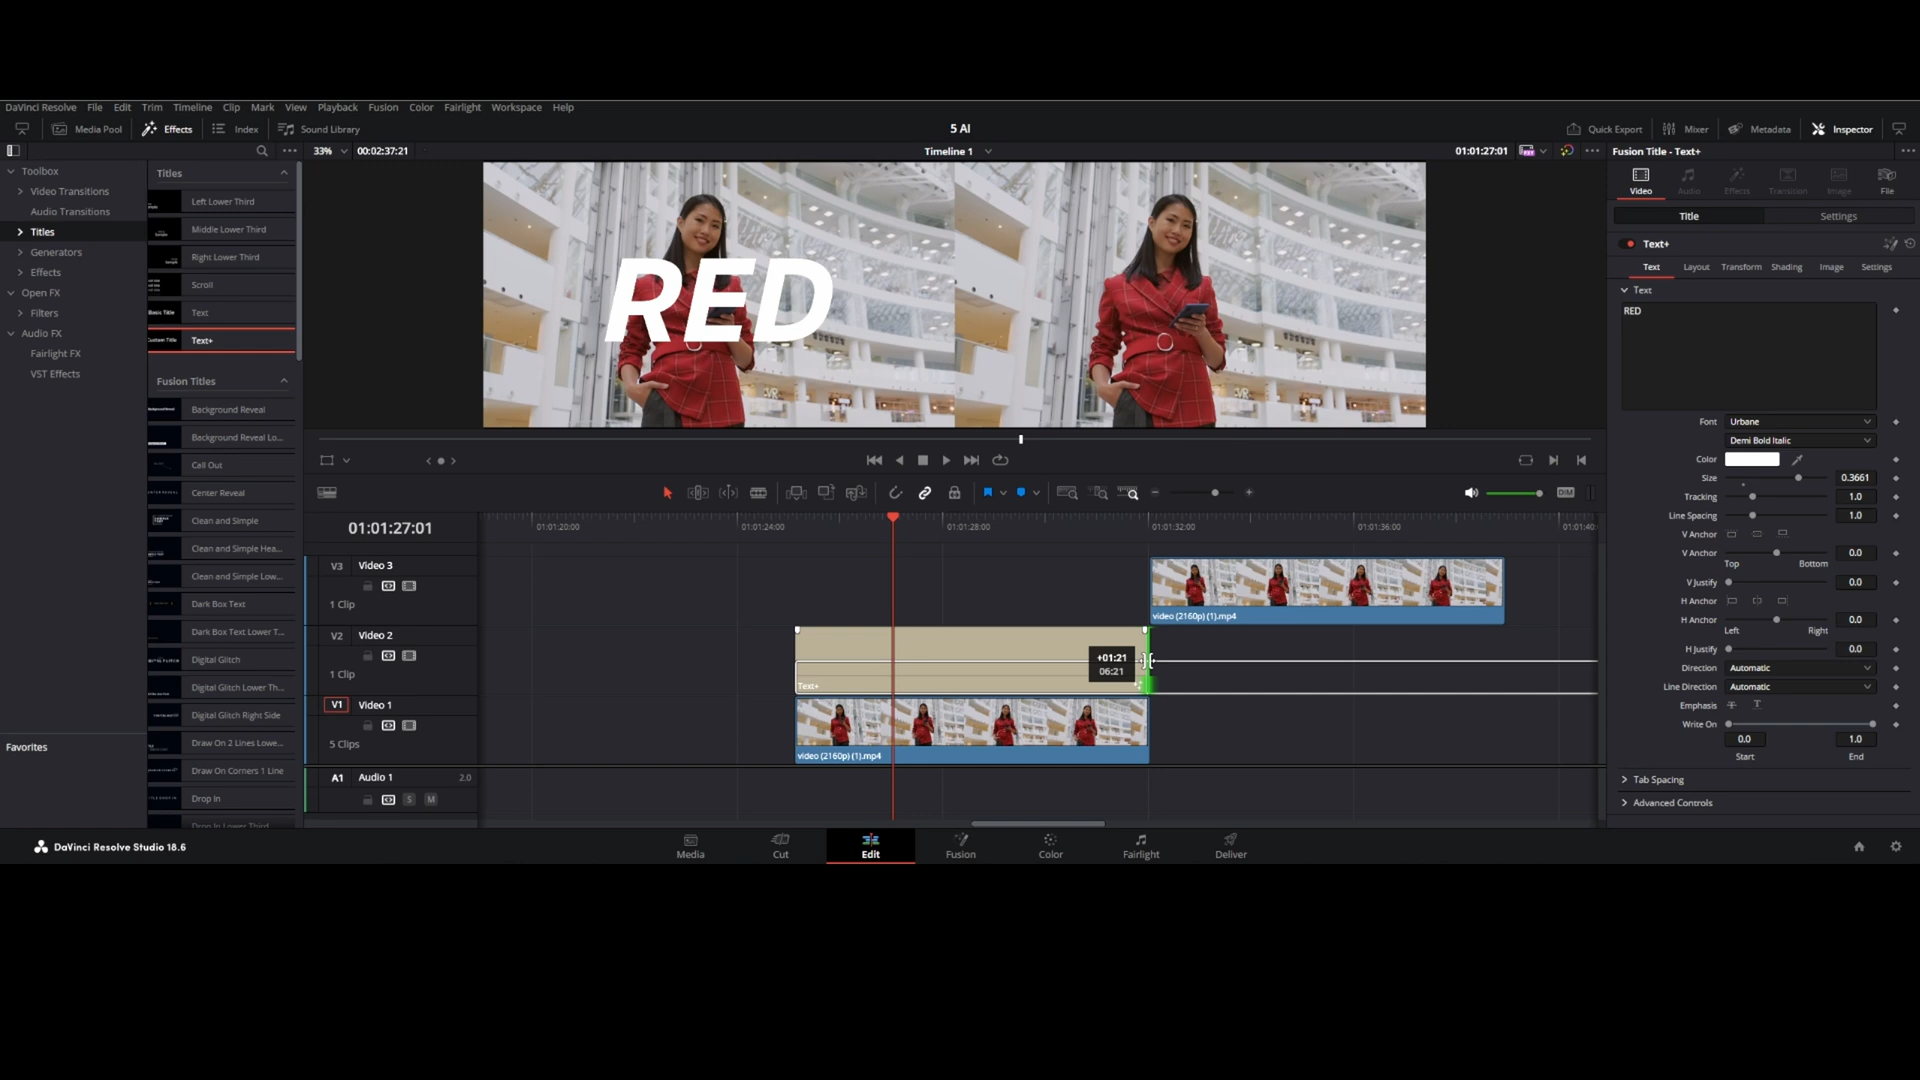 DaVinci Resolve File Edit Trim Timeline Clip Mark View Playback Fusion Color Fairlight Workspace Help
Media Pool Effects Index Sound Library 5 AI Quick Export Mixer Metadata Inspector
33% 00:02:37:21 Timeline 1 01:01:27:01 Fusion Title - Text+
Toolbox
Video Transitions
Audio Transitions
Titles
Generators
Effects
Open FX
Filters
Audio FX
Fairlight FX
VST Effects
Favorites
Titles
Left Lower Third
Middle Lower Third
Right Lower Third
Scroll
Basic Title Text
Custom Title Text+
Fusion Titles
Background Reveal
Background Reveal Lo...
Call Out
Center Reveal
Clean and Simple
Clean and Simple Hea...
Clean and Simple Low...
Dark Box Text
Dark Box Text Lower T...
Digital Glitch
Digital Glitch Lower Th...
Digital Glitch Right Side
Draw On 2 Lines Lowe...
Draw On Corners 1 Line
Drop In
Drop In Lower Third
RED
VR
VR
01:01:27:01
01:01:20:00 01:01:24:00 01:01:28:00 01:01:32:00 01:01:36:00 01:01:40:
DIM
V3 Video 3
1 Clip
video (2160p) (1).mp4
V2 Video 2
1 Clip
+01:21
06:21
Text+
V1 Video 1
5 Clips
video (2160p) (1).mp4
A1 Audio 1 2.0
S M
Video Audio Effects Transition Image File
Title Settings
Text+
Text Layout Transform Shading Image Settings
Text
RED
Font Urbane
Demi Bold Italic
Color
Size 0.3661
Tracking 1.0
Line Spacing 1.0
V Anchor
V Anchor 0.0
Top Bottom
V Justify 0.0
H Anchor
H Anchor 0.0
Left Right
H Justify 0.0
Direction Automatic
Line Direction Automatic
Emphasis T T
Write On
0.0 1.0
Start End
Tab Spacing
Advanced Controls
DaVinci Resolve Studio 18.6
Media Cut Edit Fusion Color Fairlight Deliver